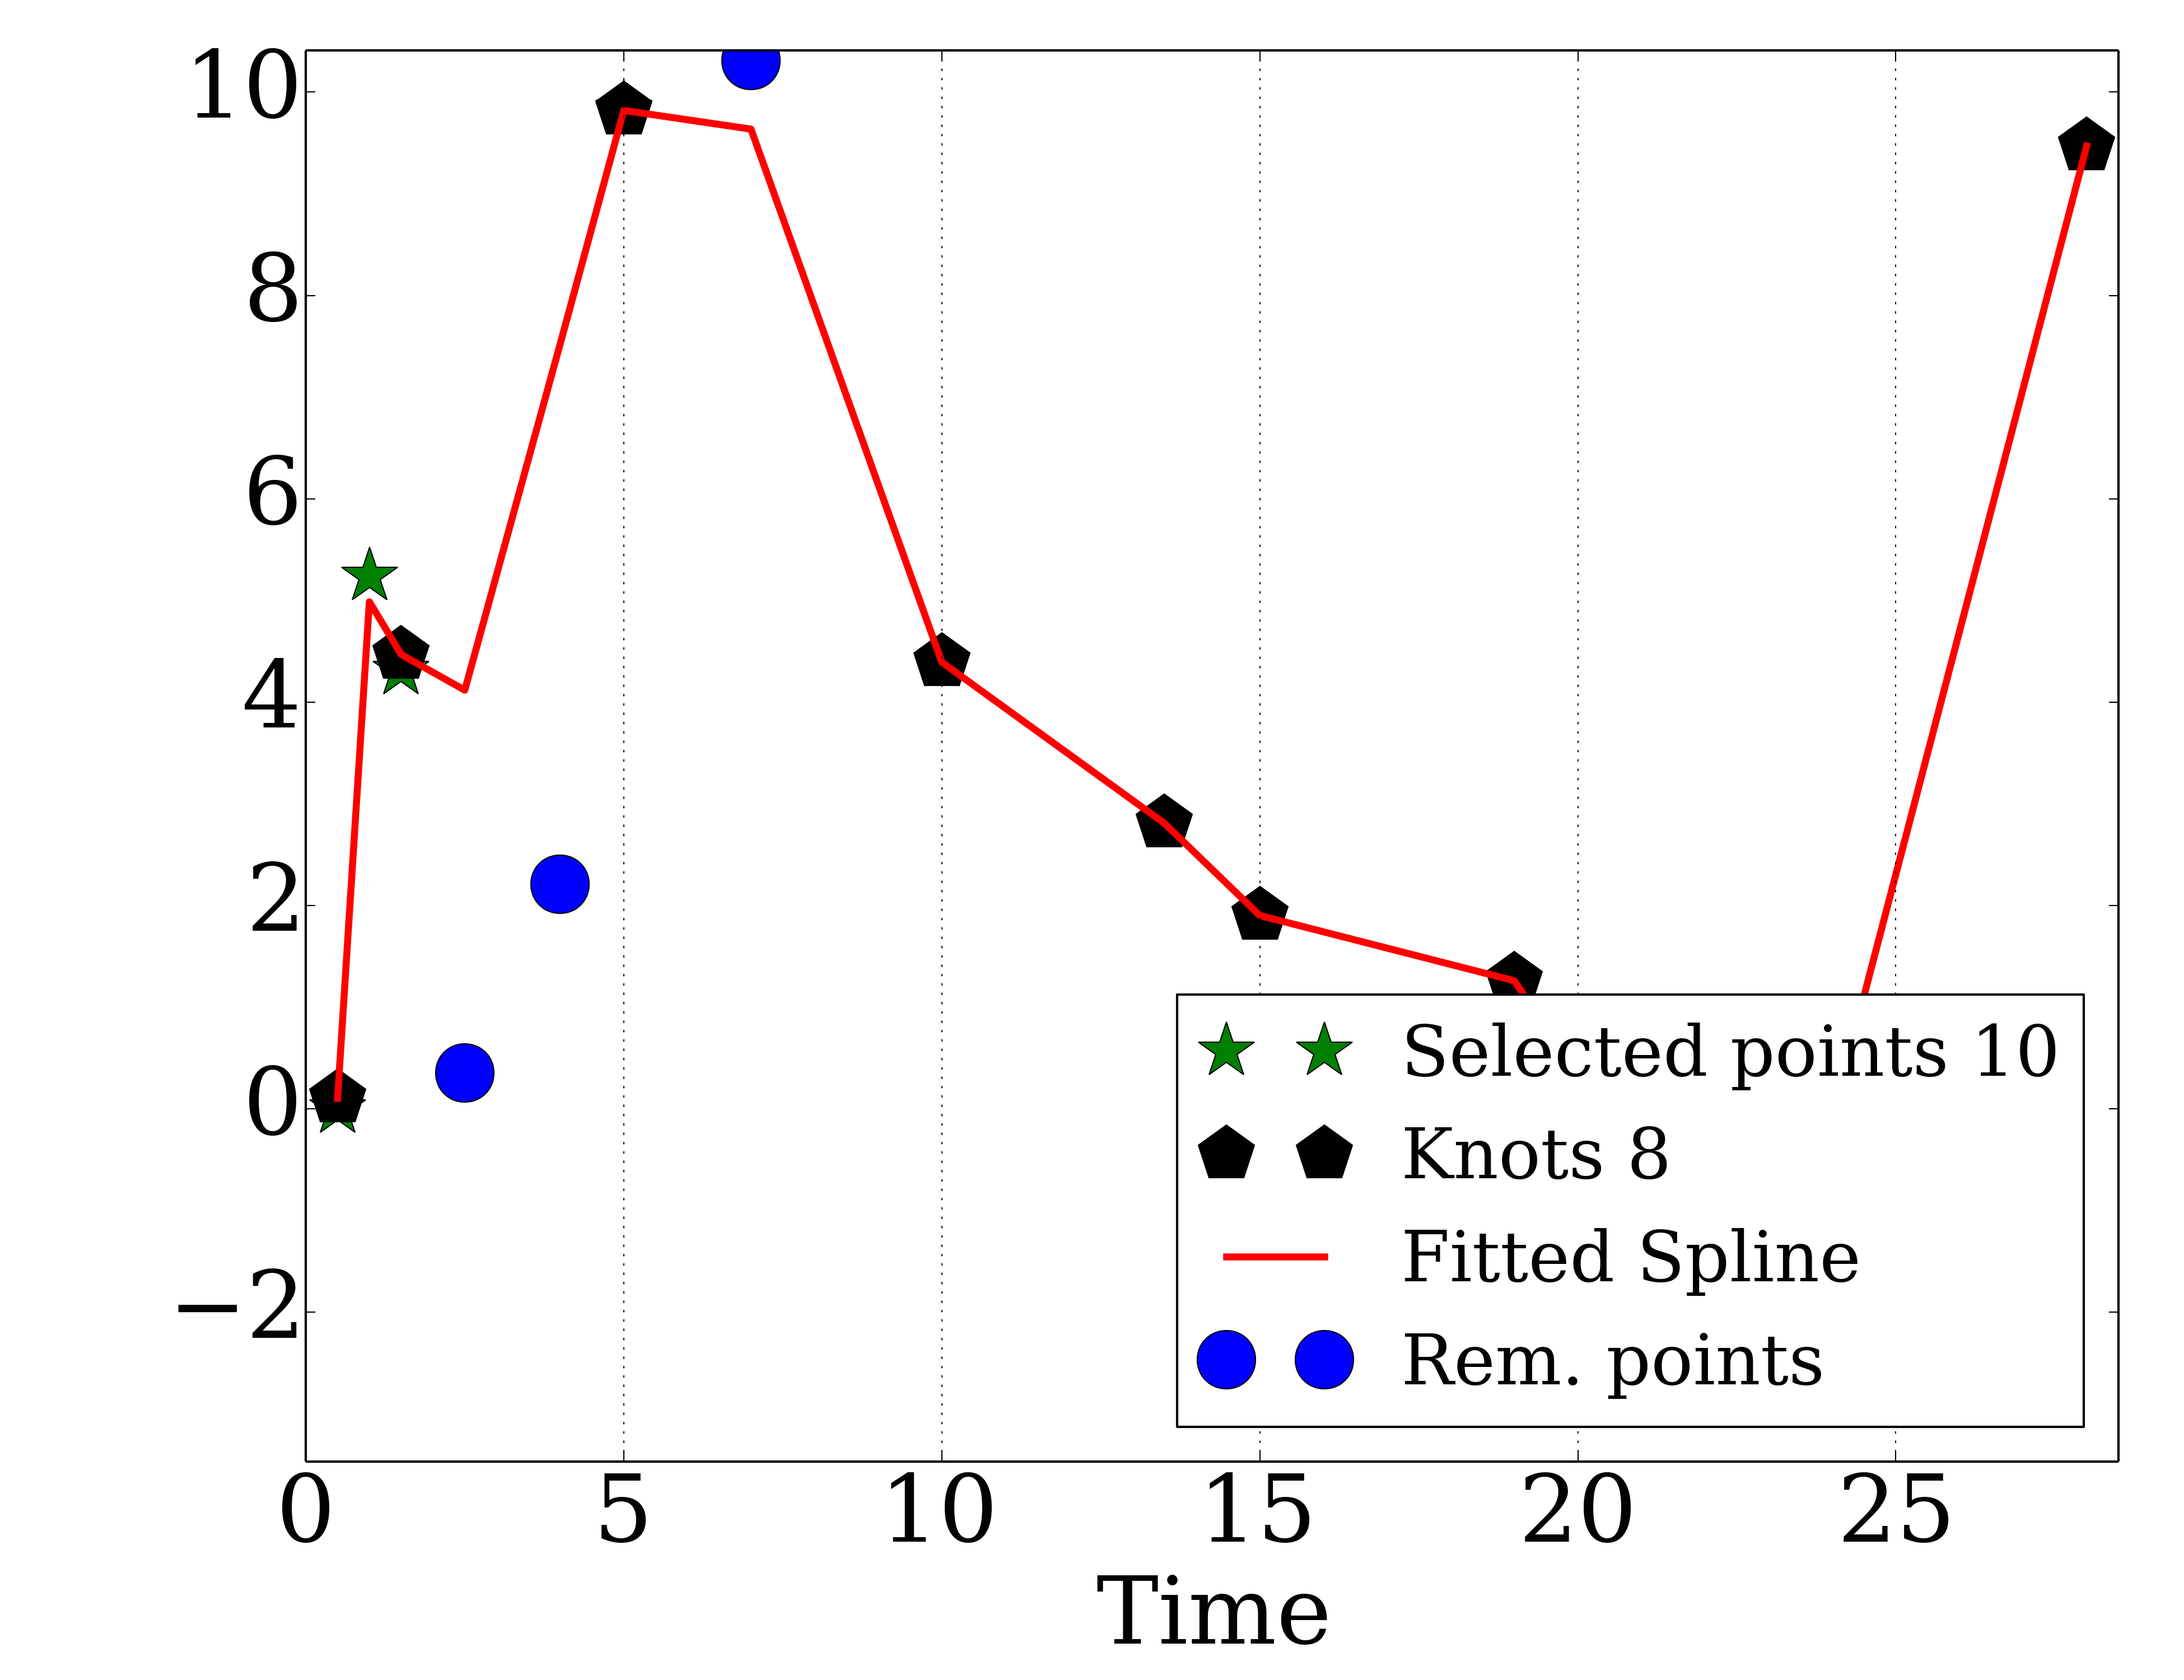 10
8
6
4
2
0
−2
0 5 10 15 20 25
Time
Selected points 10
Knots 8
Fitted Spline
Rem. points